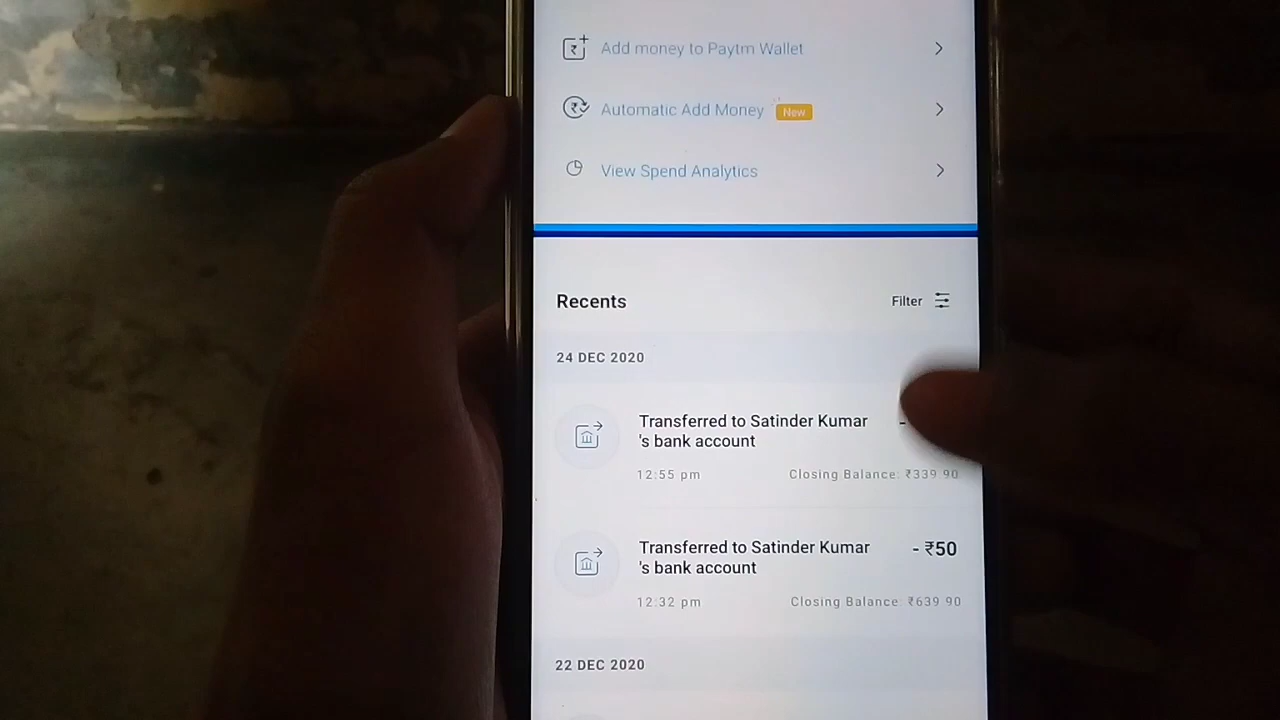 Add money to Paytm Wallet
Automatic Add Money New
View Spend Analytics
Recents
Filter
24 DEC 2020
Transferred to Satinder Kumar -
's bank account
12:55 pm Closing Balance: ₹339.90
Transferred to Satinder Kumar - ₹50
's bank account
12:32 pm Closing Balance: ₹639.90
22 DEC 2020